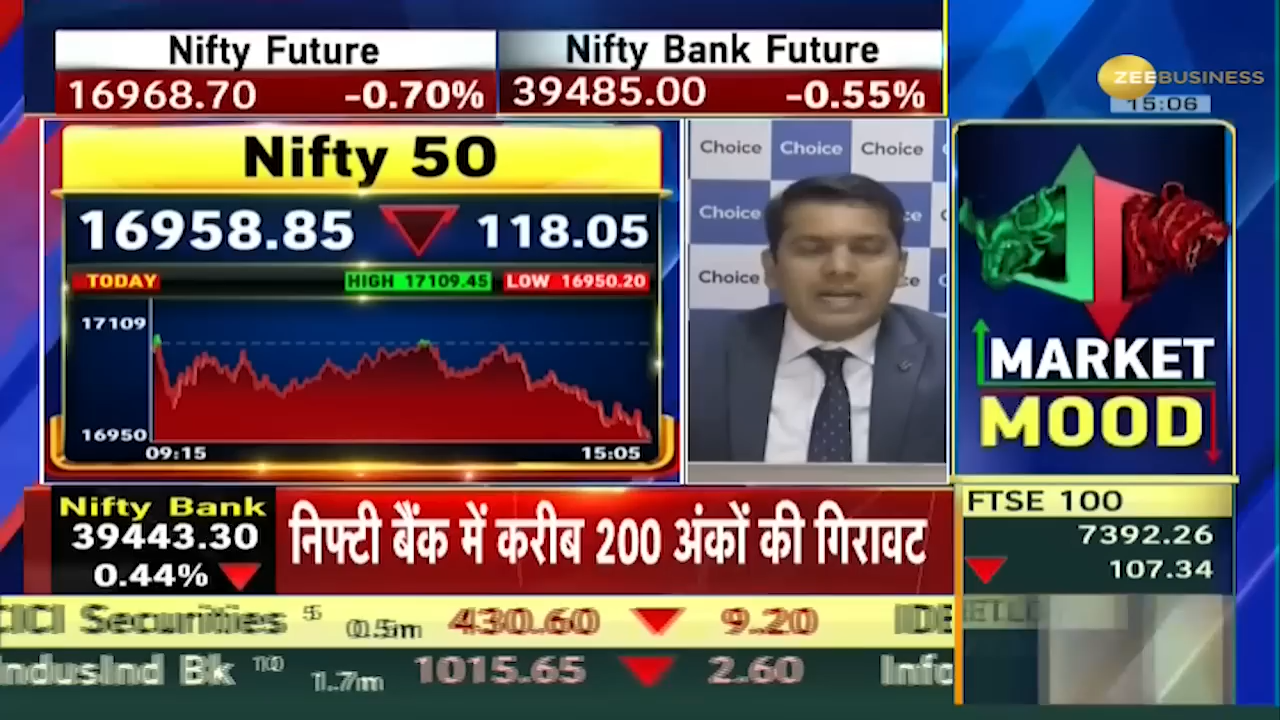 Nifty Future
16968.70 -0.70%
Nifty Bank Future
39485.00 -0.55%
ZEEBUSINESS
15:06
Nifty 50
16958.85 118.05
TODAY HIGH 17109.45 LOW 16950.20
17109
16950
09:15 15:05
Choice Choice Choice
Choice
Choice
MARKET
MOOD
Nifty Bank
39443.30
0.44%
निफ्टी बैंक में करीब 200 अंकों की गिरावट
FTSE 100
7392.26
107.34
CICI Securities 0.5m 430.60 9.20
IndusInd Bk 10 1.7m 1015.65 2.60